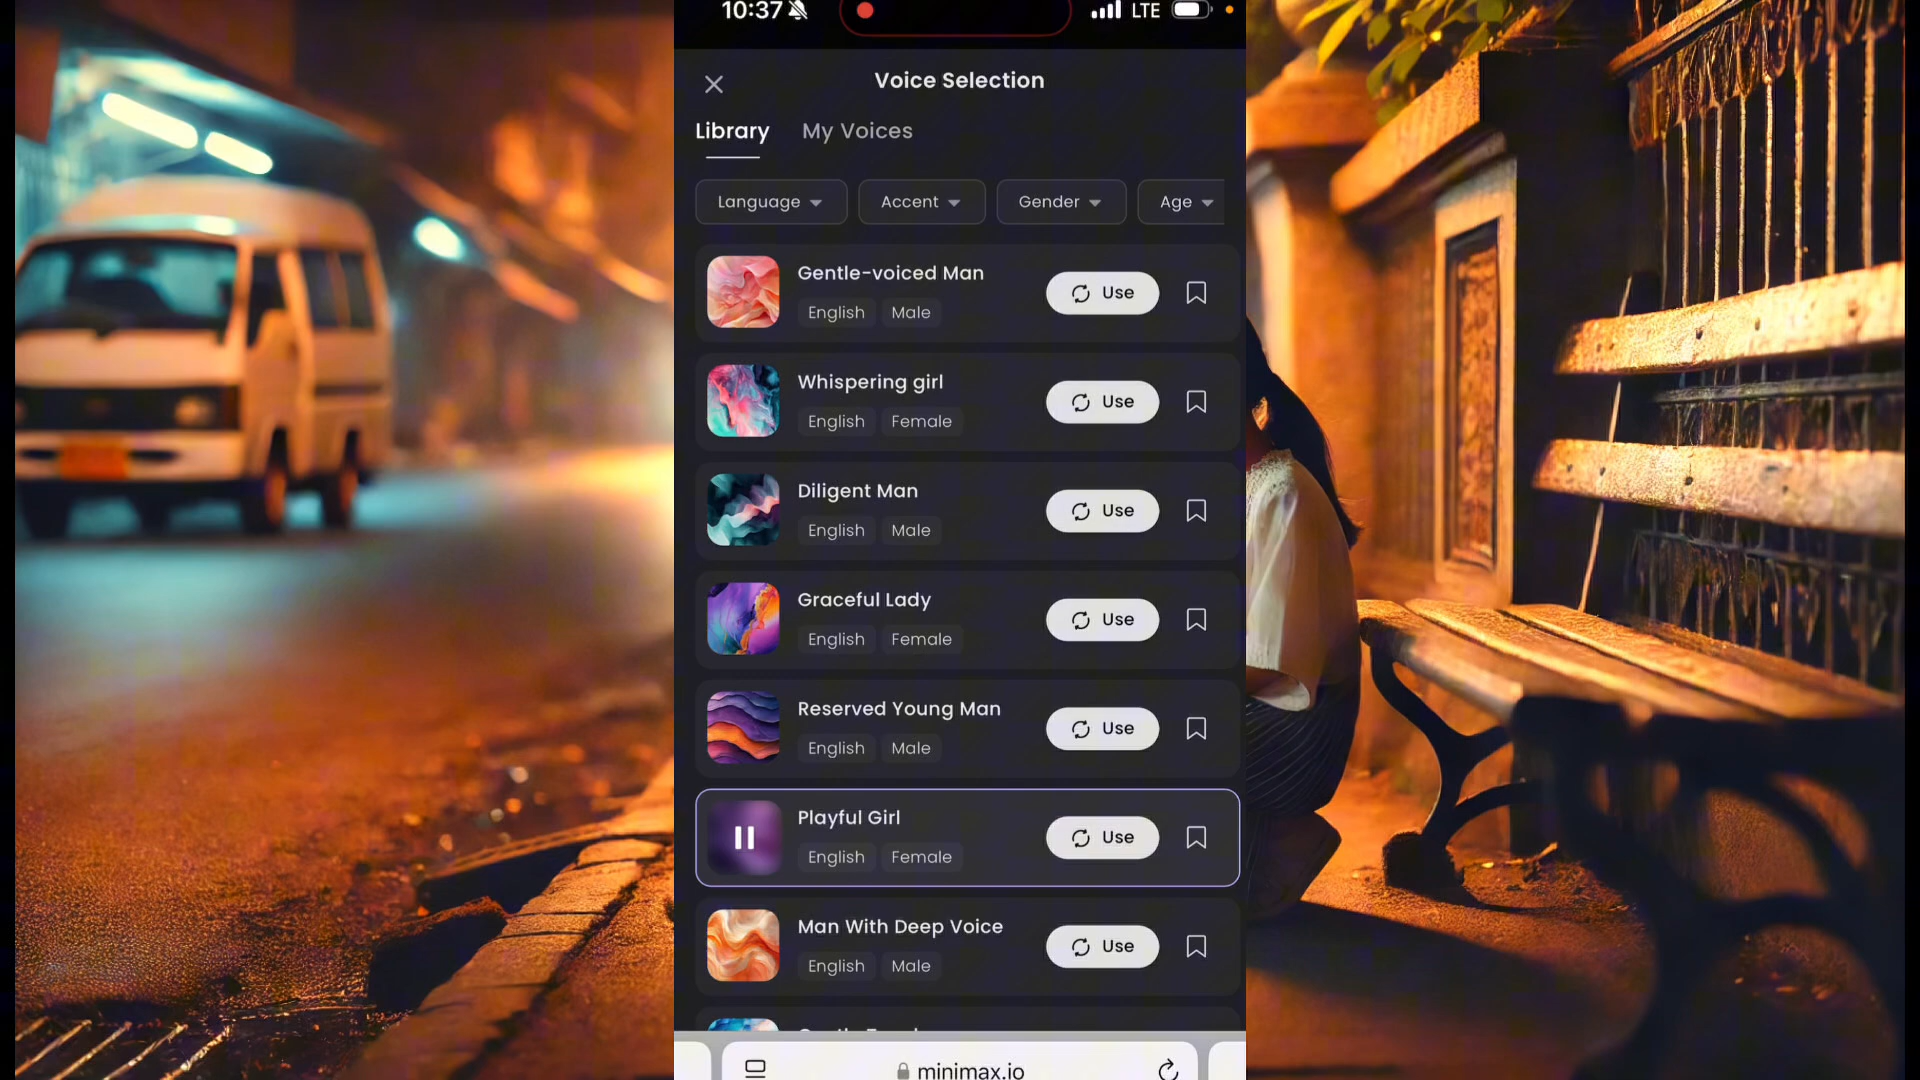 10:37
LTE
Voice Selection
Library My Voices
Language Accent Gender Age
Gentle-voiced Man
English Male
Use
Whispering girl
English Female
Use
Diligent Man
English Male
Use
Graceful Lady
English Female
Use
Reserved Young Man
English Male
Use
Playful Girl
English Female
Use
Man With Deep Voice
English Male
Use
minimax.io